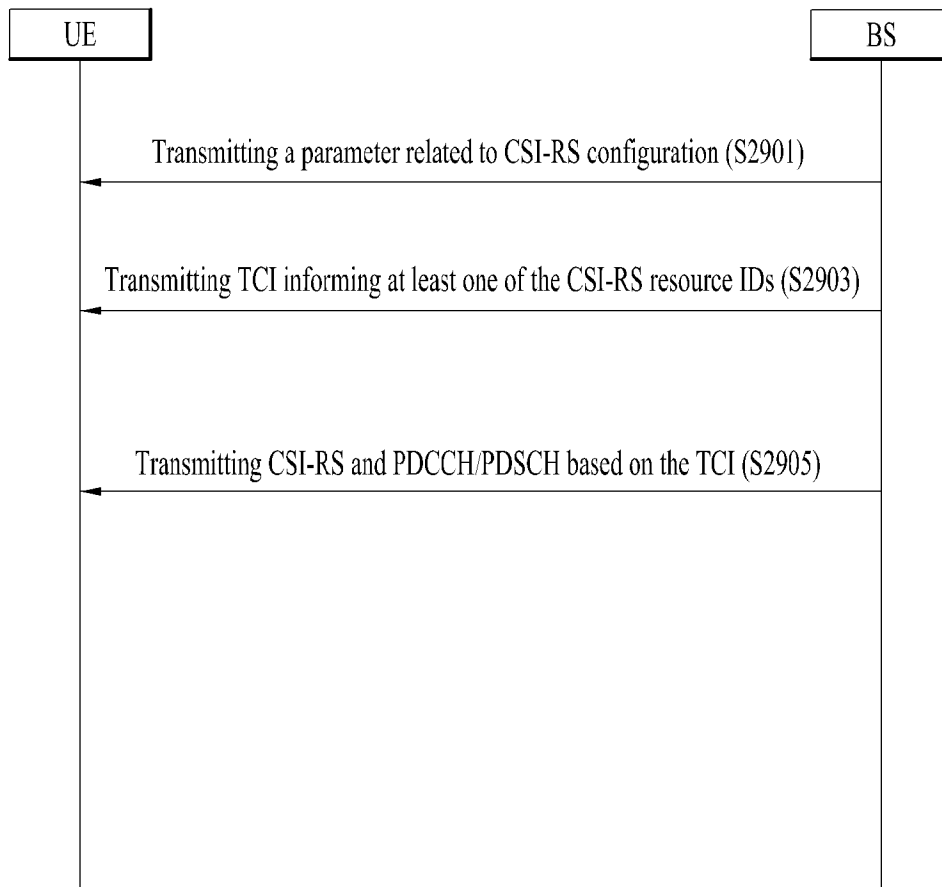 UE
BS
Transmitting a parameter related to CSI-RS configuration (S2901)
Transmitting TCI informing at least one of the CSI-RS resource IDs (S2903)
Transmitting CSI-RS and PDCCH/PDSCH based on the TCI (S2905)